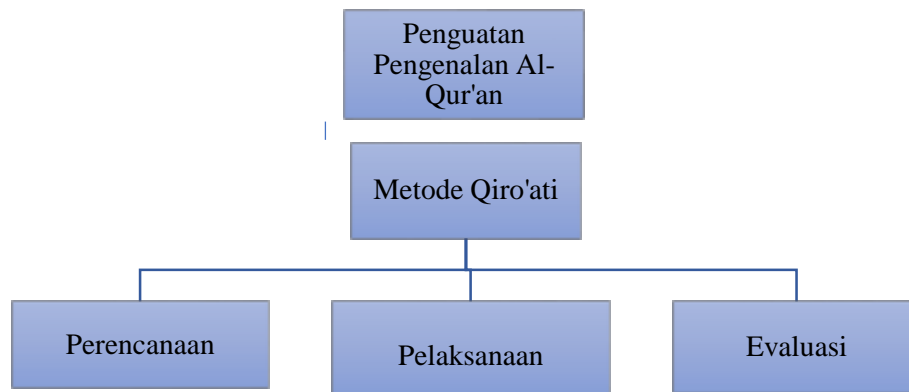 Penguatan
Pengenalan Al-
Qur'an
Metode Qiro'ati
Perencanaan
Pelaksanaan
Evaluasi